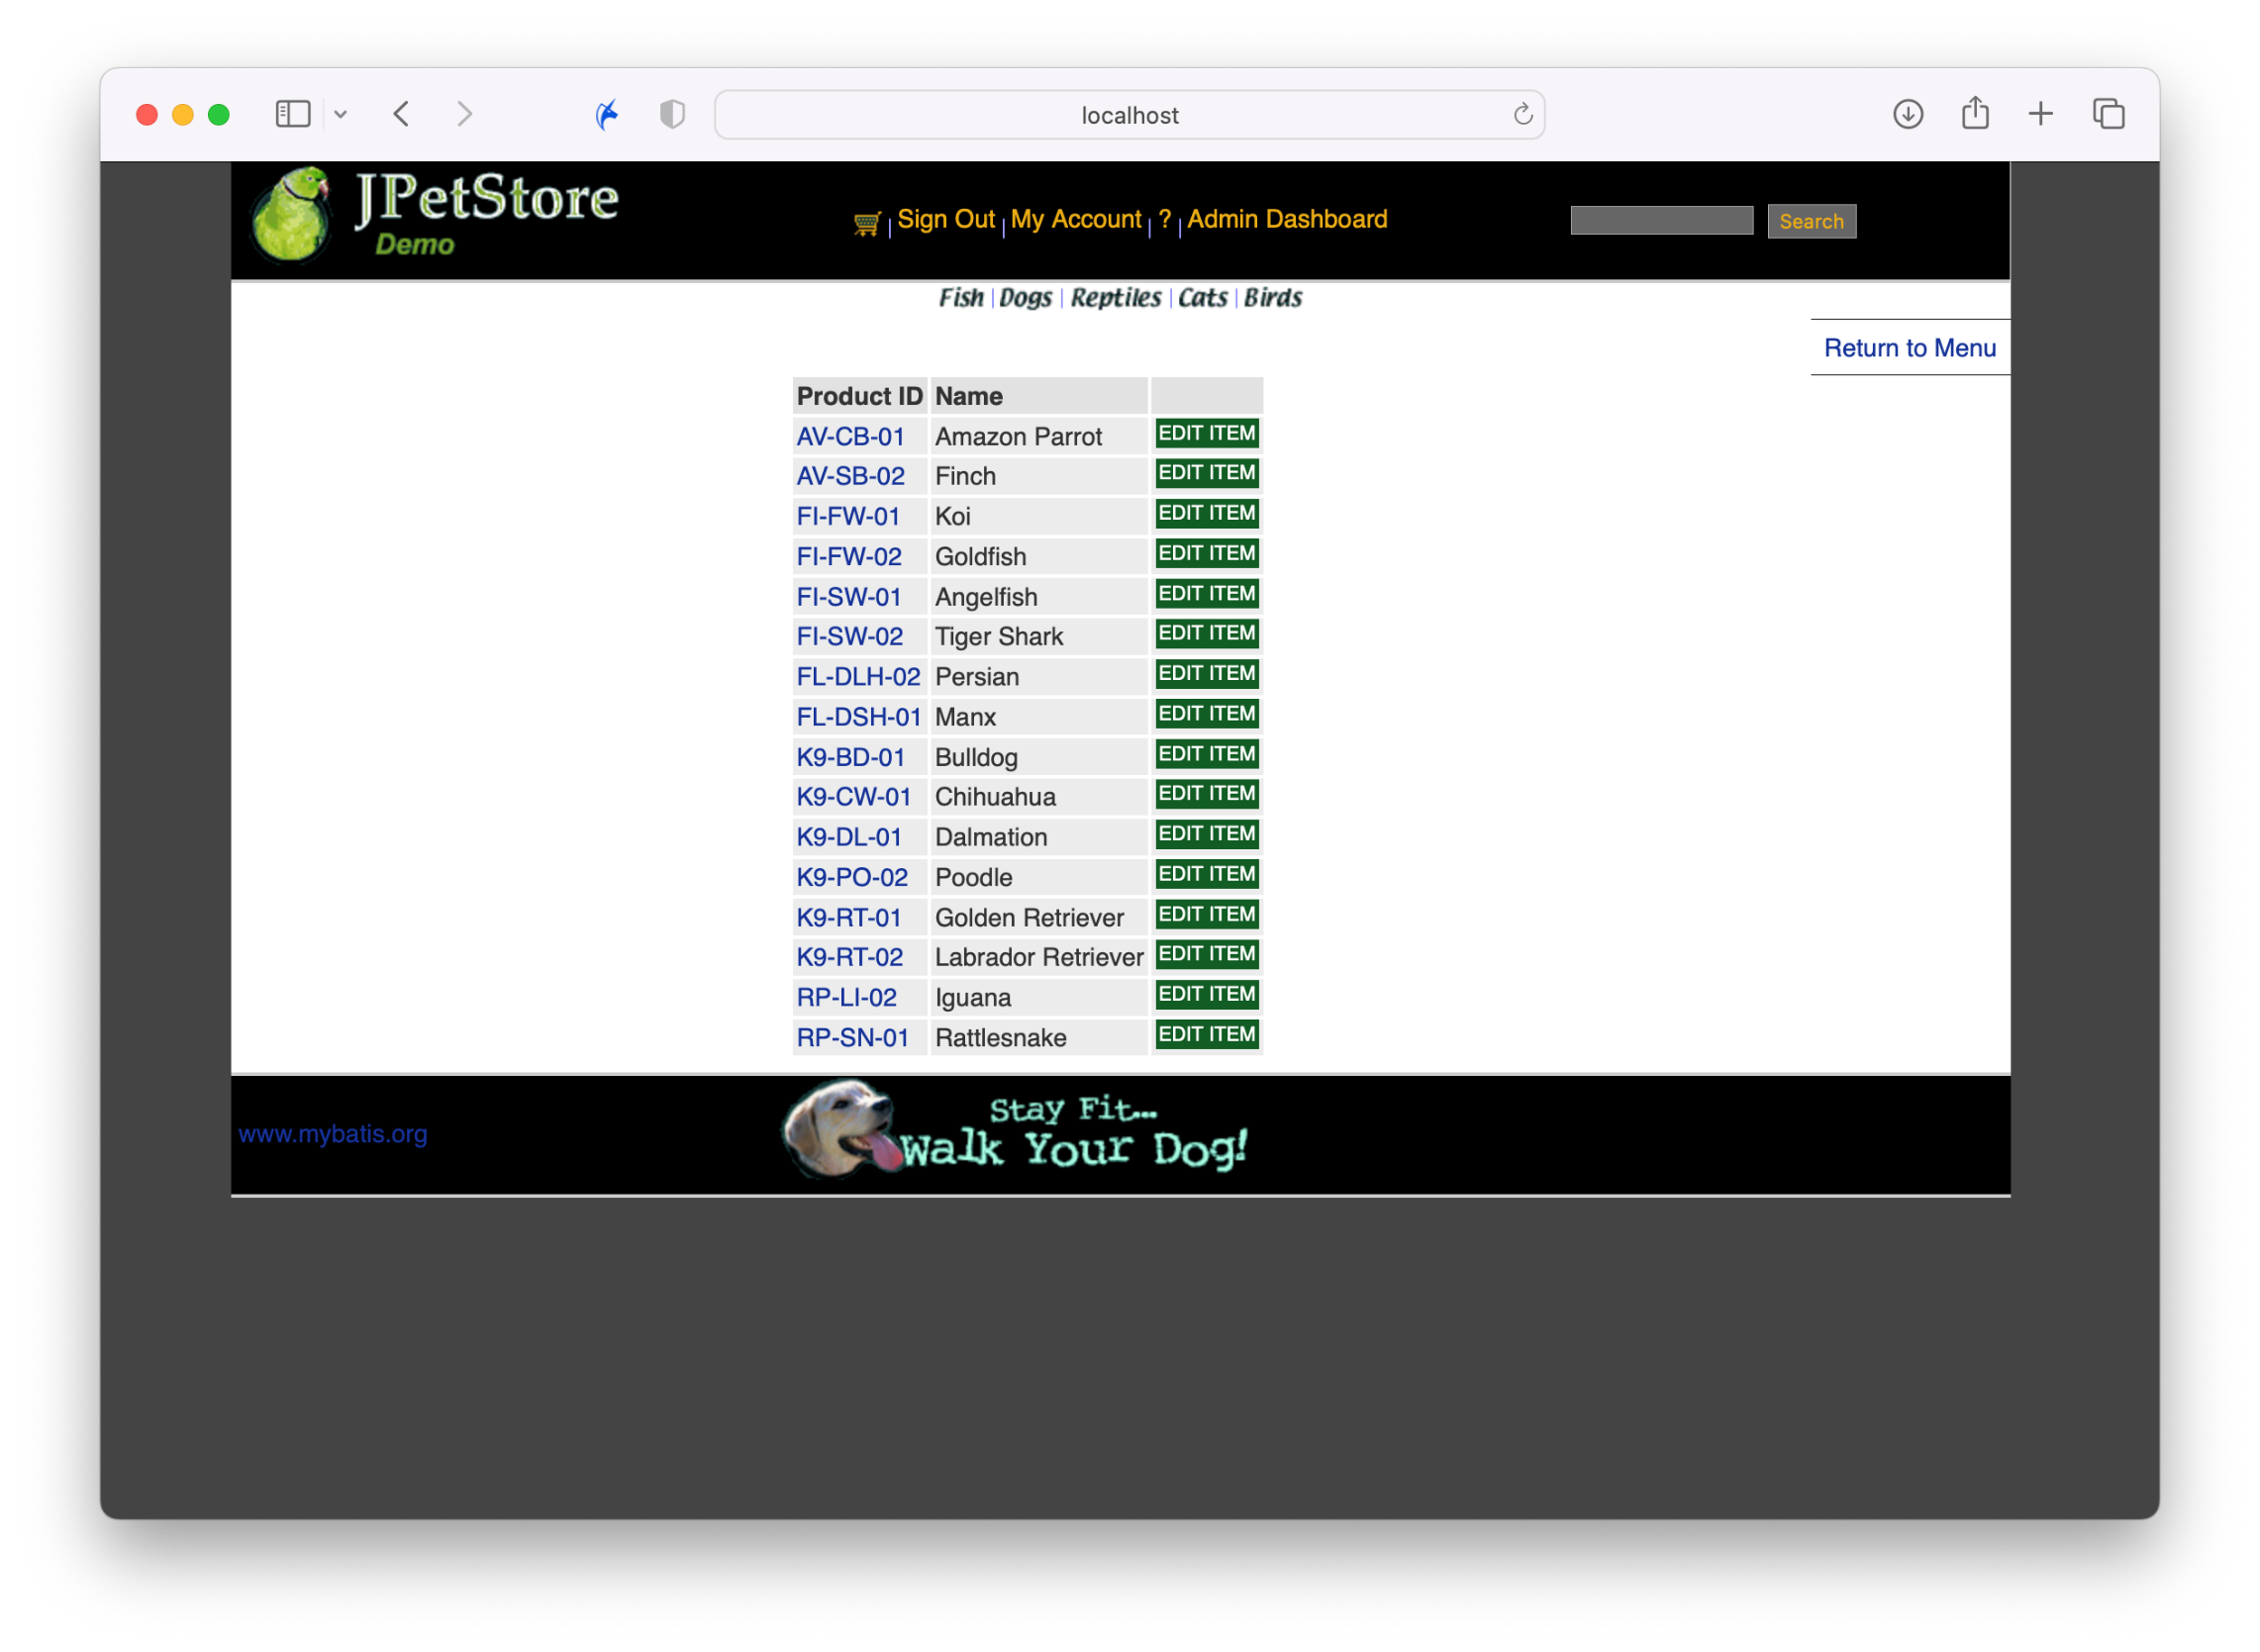 localhost
JPetStore
Demo
Sign Out | My Account | ? | Admin Dashboard
Search
Fish | Dogs | Reptiles | Cats | Birds
Return to Menu
Product ID Name
AV-CB-01 Amazon Parrot EDIT ITEM
AV-SB-02 Finch EDIT ITEM
FI-FW-01 Koi EDIT ITEM
FI-FW-02 Goldfish EDIT ITEM
FI-SW-01 Angelfish EDIT ITEM
FI-SW-02 Tiger Shark EDIT ITEM
FL-DLH-02 Persian EDIT ITEM
FL-DSH-01 Manx EDIT ITEM
K9-BD-01 Bulldog EDIT ITEM
K9-CW-01 Chihuahua EDIT ITEM
K9-DL-01 Dalmation EDIT ITEM
K9-PO-02 Poodle EDIT ITEM
K9-RT-01 Golden Retriever EDIT ITEM
K9-RT-02 Labrador Retriever EDIT ITEM
RP-LI-02 Iguana EDIT ITEM
RP-SN-01 Rattlesnake EDIT ITEM
www.mybatis.org
Stay Fit...
Walk Your Dog!